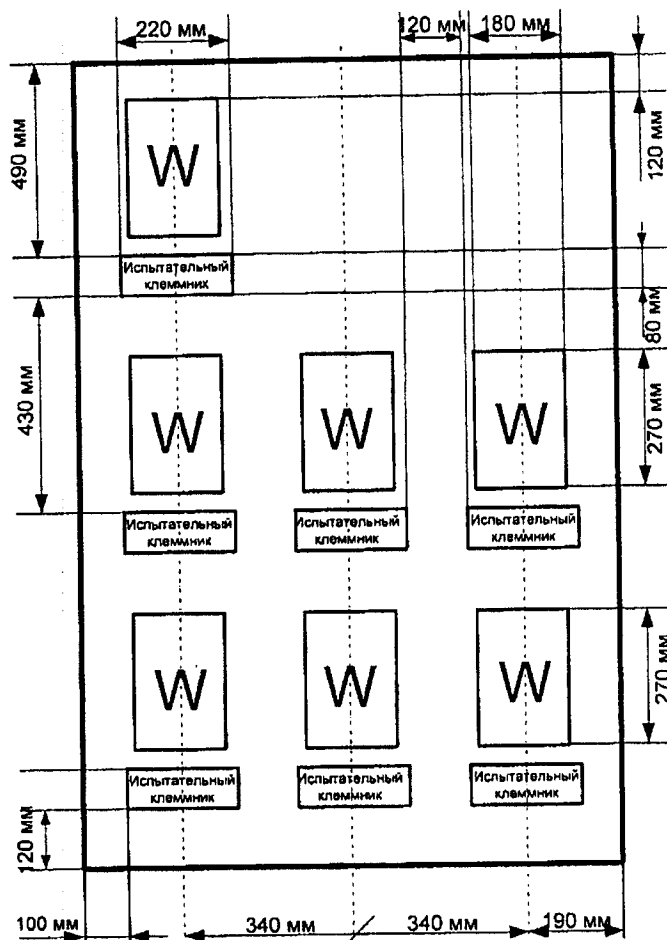 220 мм
120 мм
180 мм
490 мм
W
120 мм
Испытательный
клеммник
80 мм
430 мм
W
W
W
270 мм
Испытательный
клеммник
Испытательный
клеммник
Испытательный
клеммник
W
W
W
270 мм
Испытательный
клеммник
Испытательный
клеммник
Испытательный
клеммник
120 мм
100 мм
340 мм
340 мм
190 мм